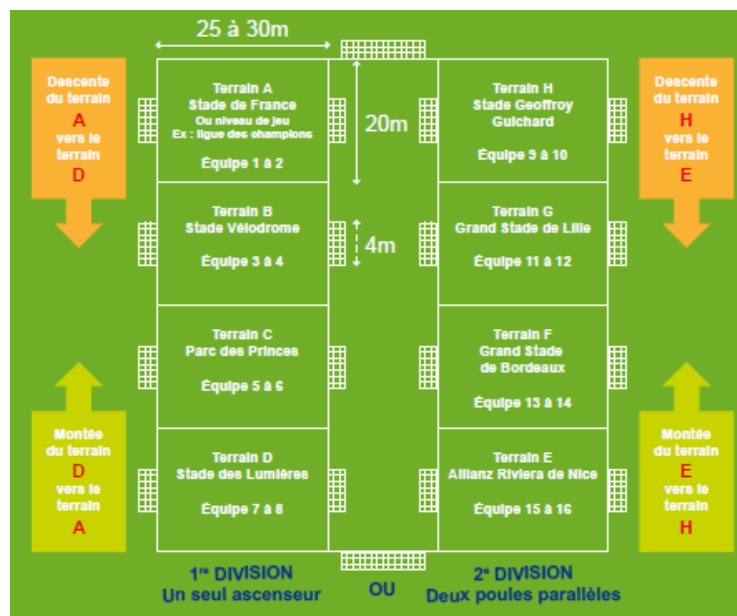 25 à 30m
Descente
du terrain
A
vers le
terrain
D
Terrain A
Stade de France
Ou niveau de jeu
Ex : ligue des champions
Équipe 1 à 2
20m
Terrain H
Stade Geoffroy
Guichard
Équipe 9 à 10
Descente
du terrain
H
vers le
terrain
E
Terrain B
Stade Vélodrome
Équipe 3 à 4
4m
Terrain G
Grand Stade de Lille
Équipe 11 à 12
Terrain C
Parc des Princes
Équipe 5 à 6
Terrain F
Grand Stade
de Bordeaux
Équipe 13 à 14
Montée
du terrain
D
vers le
terrain
A
Terrain D
Stade des Lumières
Équipe 7 à 8
Terrain E
Allianz Riviera de Nice
Équipe 15 à 16
Montée
du terrain
E
vers le
terrain
H
1re DIVISION
Un seul ascenseur
OU
2e DIVISION
Deux poules parallèles